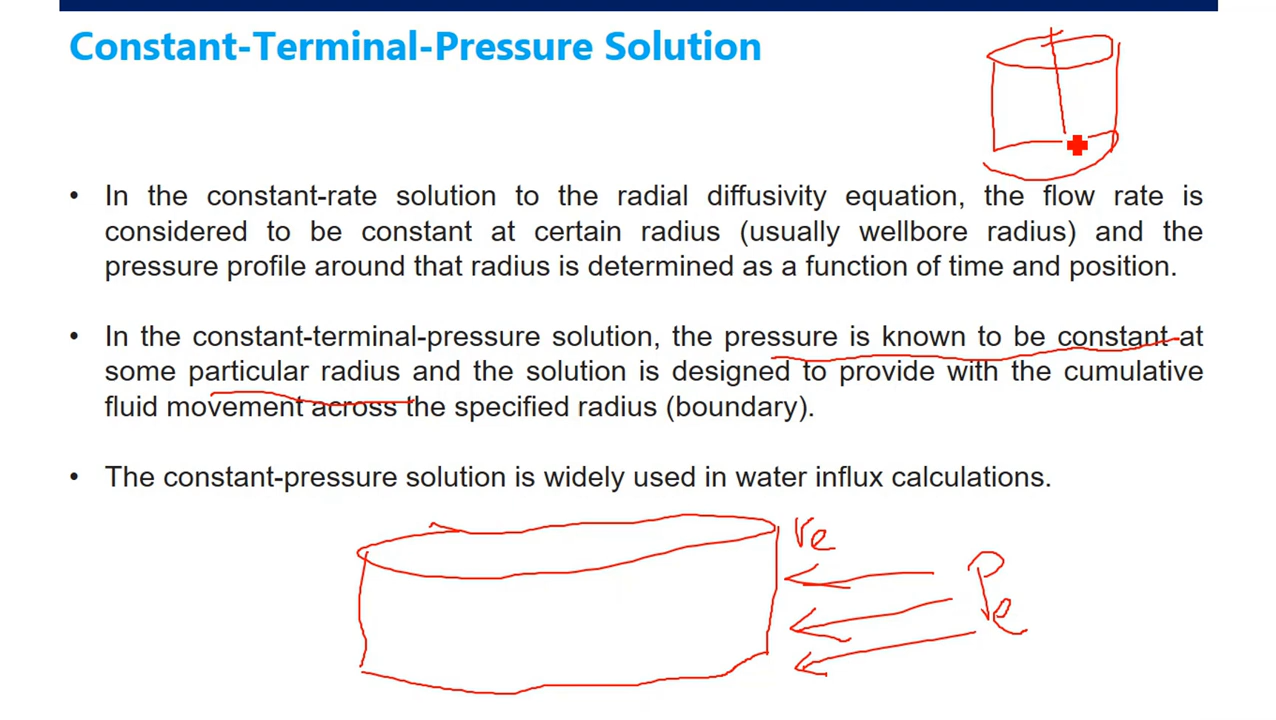 Constant-Terminal-Pressure Solution
• In the constant-rate solution to the radial diffusivity equation, the flow rate is
considered to be constant at certain radius (usually wellbore radius) and the
pressure profile around that radius is determined as a function of time and position.
• In the constant-terminal-pressure solution, the pressure is known to be constant at
some particular radius and the solution is designed to provide with the cumulative
fluid movement across the specified radius (boundary).
• The constant-pressure solution is widely used in water influx calculations.
re
Pe